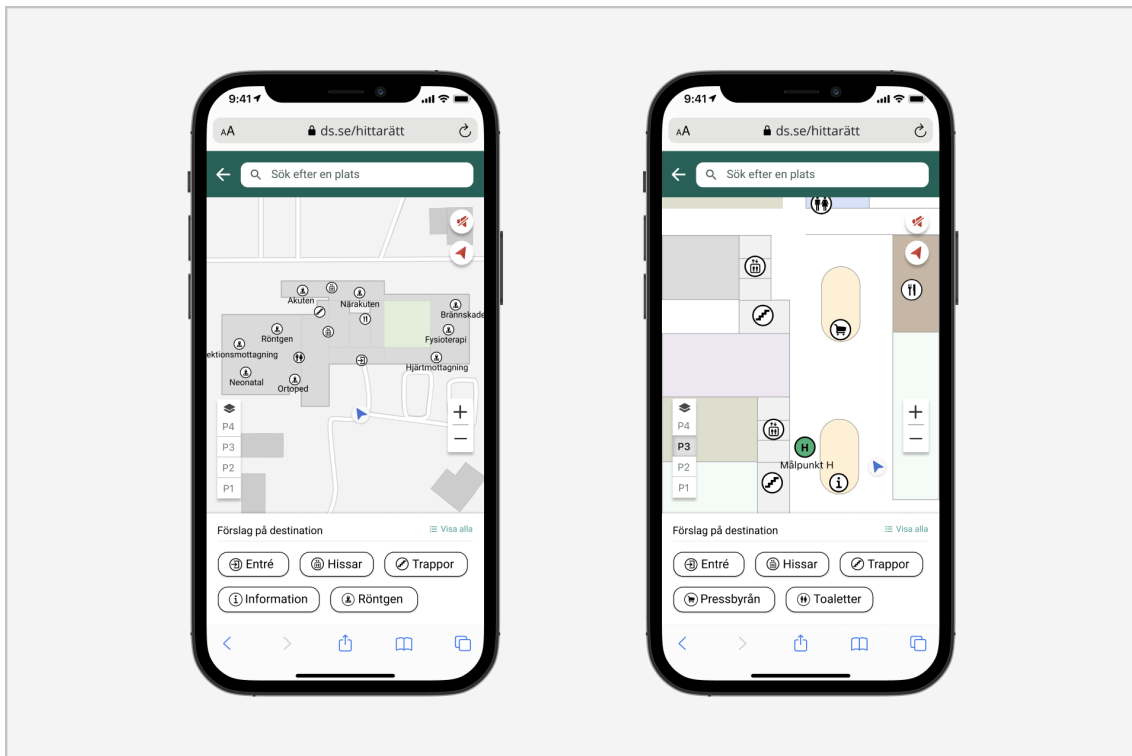 9:41
AA ds.se/hittarätt
Sök efter en plats
Akuten
Närakuten
Brännskade
Röntgen
Fysioterapi
ektionsmottagning
Hjärtmottagning
Neonatal
Ortoped
P4
P3
P2
P1
+
−
Förslag på destination Visa alla
Entré Hissar Trappor
Information Röntgen
9:41
AA ds.se/hittarätt
Sök efter en plats
H
Målpunkt H
P4
P3
P2
P1
+
−
Förslag på destination Visa alla
Entré Hissar Trappor
Pressbyrån Toaletter